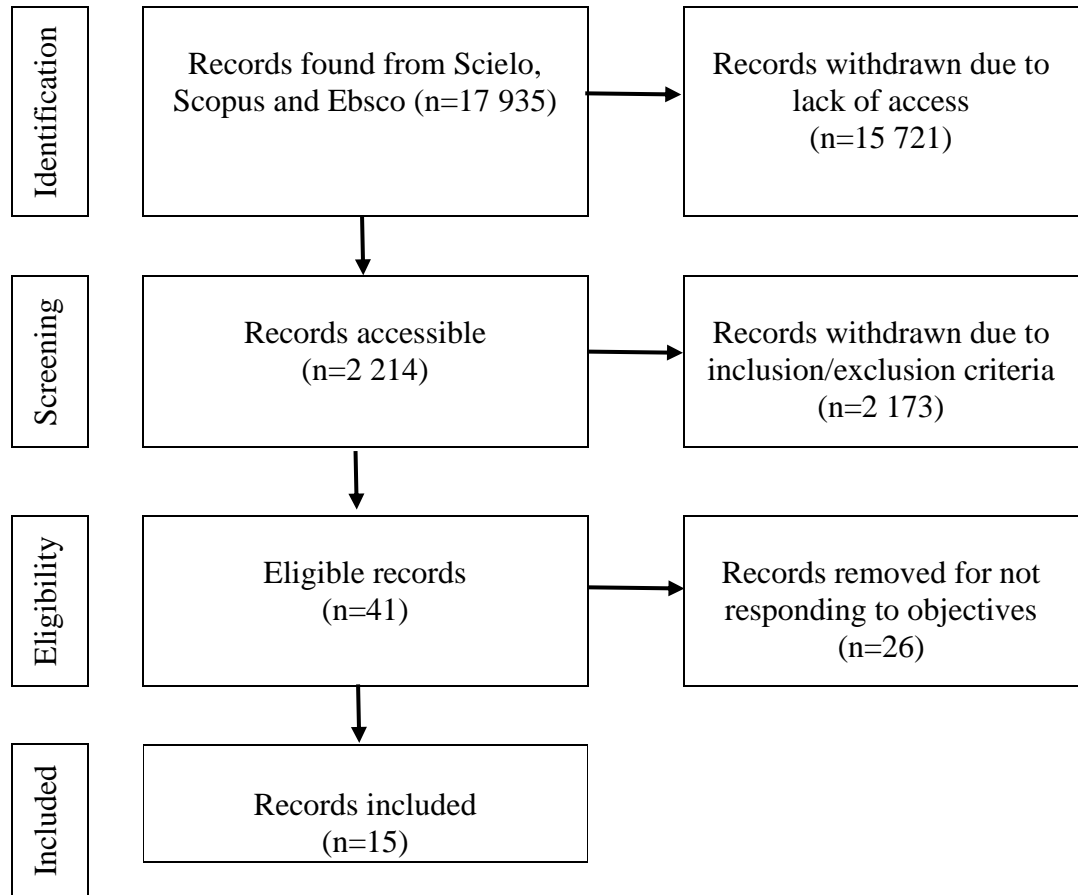 Identification
Records found from Scielo,
Scopus and Ebsco (n=17 935)
Records withdrawn due to
lack of access
(n=15 721)
Screening
Records accessible
(n=2 214)
Records withdrawn due to
inclusion/exclusion criteria
(n=2 173)
Eligibility
Eligible records
(n=41)
Records removed for not
responding to objectives
(n=26)
Included
Records included
(n=15)